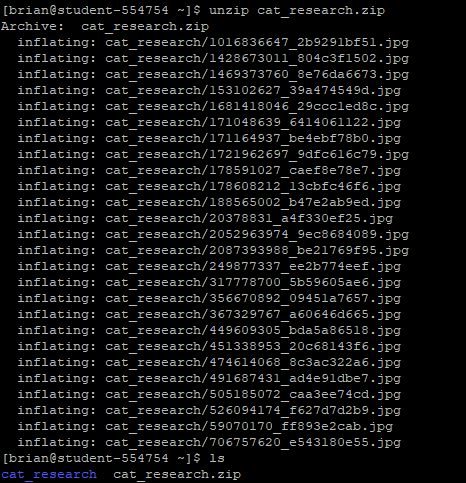 [brian@student-554754 ~]$ unzip cat_research.zip
Archive:  cat_research.zip
  inflating: cat_research/1016836647_2b9291bf51.jpg
  inflating: cat_research/1428673011_804c3f1502.jpg
  inflating: cat_research/1469373760_8e76da6673.jpg
  inflating: cat_research/153102627_39a474549d.jpg
  inflating: cat_research/1681418046_29ccc1ed8c.jpg
  inflating: cat_research/171048639_6414061122.jpg
  inflating: cat_research/171164937_be4ebf78b0.jpg
  inflating: cat_research/1721962697_9dfc616c79.jpg
  inflating: cat_research/178591027_caef8e78e7.jpg
  inflating: cat_research/178608212_13cbfc46f6.jpg
  inflating: cat_research/188565002_b47e2ab9ed.jpg
  inflating: cat_research/20378831_a4f330ef25.jpg
  inflating: cat_research/2052963974_9ec8684089.jpg
  inflating: cat_research/2087393988_be21769f95.jpg
  inflating: cat_research/249877337_ee2b774eef.jpg
  inflating: cat_research/317778700_5b59605ae6.jpg
  inflating: cat_research/356670892_09451a7657.jpg
  inflating: cat_research/367329767_a60646d665.jpg
  inflating: cat_research/449609305_bda5a86518.jpg
  inflating: cat_research/451338953_20c68143f6.jpg
  inflating: cat_research/474614068_8c3ac322a6.jpg
  inflating: cat_research/491687431_ad4e91dbe7.jpg
  inflating: cat_research/505185072_caa3ee74cd.jpg
  inflating: cat_research/526094174_f627d7d2b9.jpg
  inflating: cat_research/59070170_ff893e2cab.jpg
  inflating: cat_research/706757620_e543180e55.jpg
[brian@student-554754 ~]$ ls
cat_research  cat_research.zip